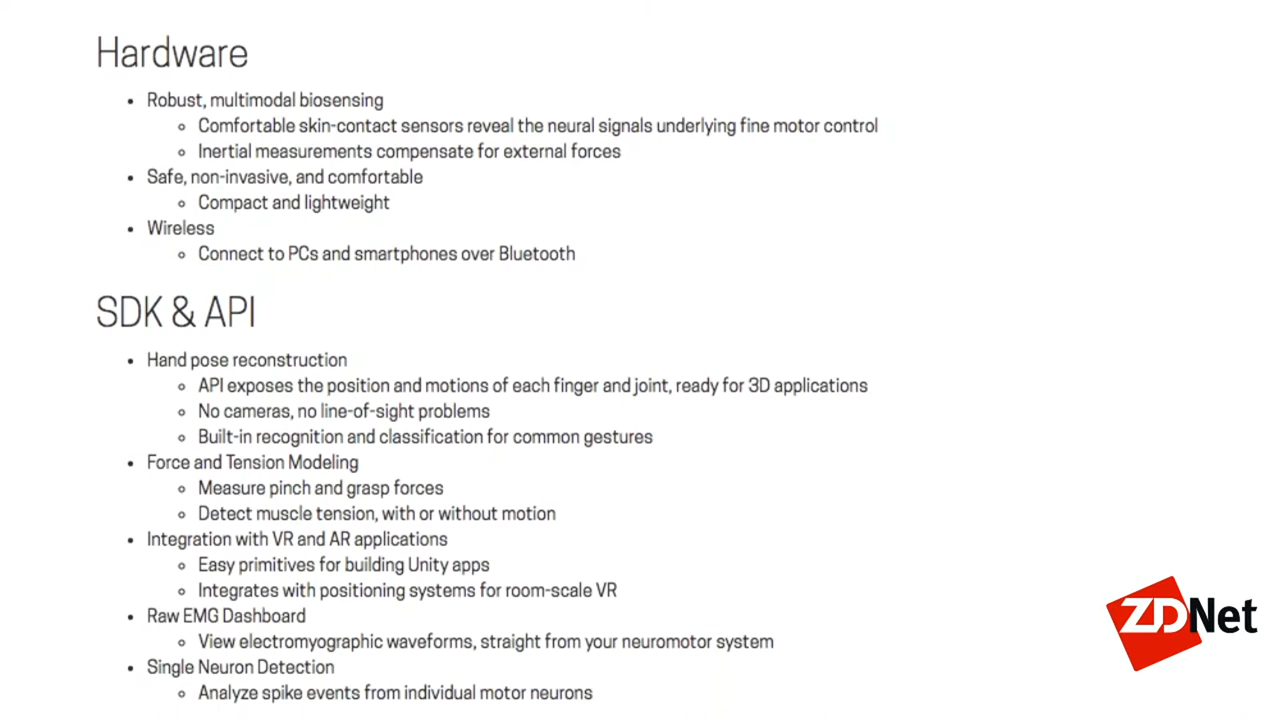 Hardware
• Robust, multimodal biosensing
◦ Comfortable skin-contact sensors reveal the neural signals underlying fine motor control
◦ Inertial measurements compensate for external forces
• Safe, non-invasive, and comfortable
◦ Compact and lightweight
• Wireless
◦ Connect to PCs and smartphones over Bluetooth
SDK & API
• Hand pose reconstruction
◦ API exposes the position and motions of each finger and joint, ready for 3D applications
◦ No cameras, no line-of-sight problems
◦ Built-in recognition and classification for common gestures
• Force and Tension Modeling
◦ Measure pinch and grasp forces
◦ Detect muscle tension, with or without motion
• Integration with VR and AR applications
◦ Easy primitives for building Unity apps
◦ Integrates with positioning systems for room-scale VR
• Raw EMG Dashboard
◦ View electromyographic waveforms, straight from your neuromotor system
• Single Neuron Detection
◦ Analyze spike events from individual motor neurons
ZDNet